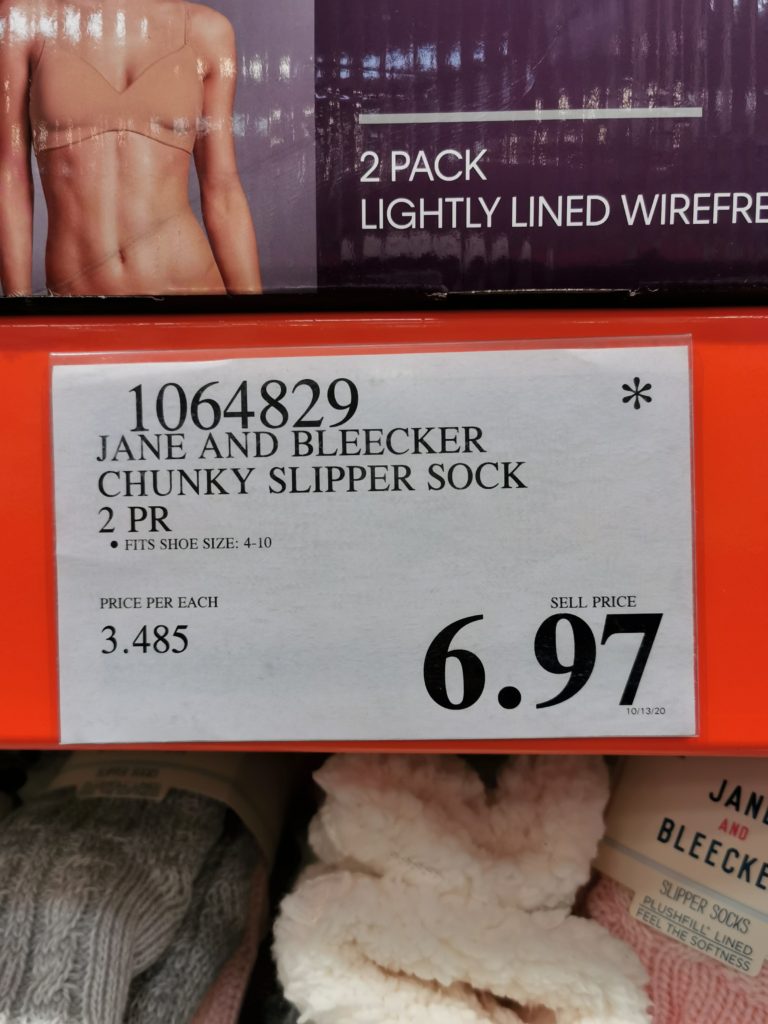 2 PACK
LIGHTLY LINED WIREFRE
1064829
*
JANE AND BLEECKER
CHUNKY SLIPPER SOCK
2 PR
• FITS SHOE SIZE: 4-10
PRICE PER EACH
3.485
SELL PRICE
6.97
10/13/20
JANE
AND
BLEECKE
SLIPPER SOCKS
PLUSHFILL® LINED
FEEL THE SOFTNESS